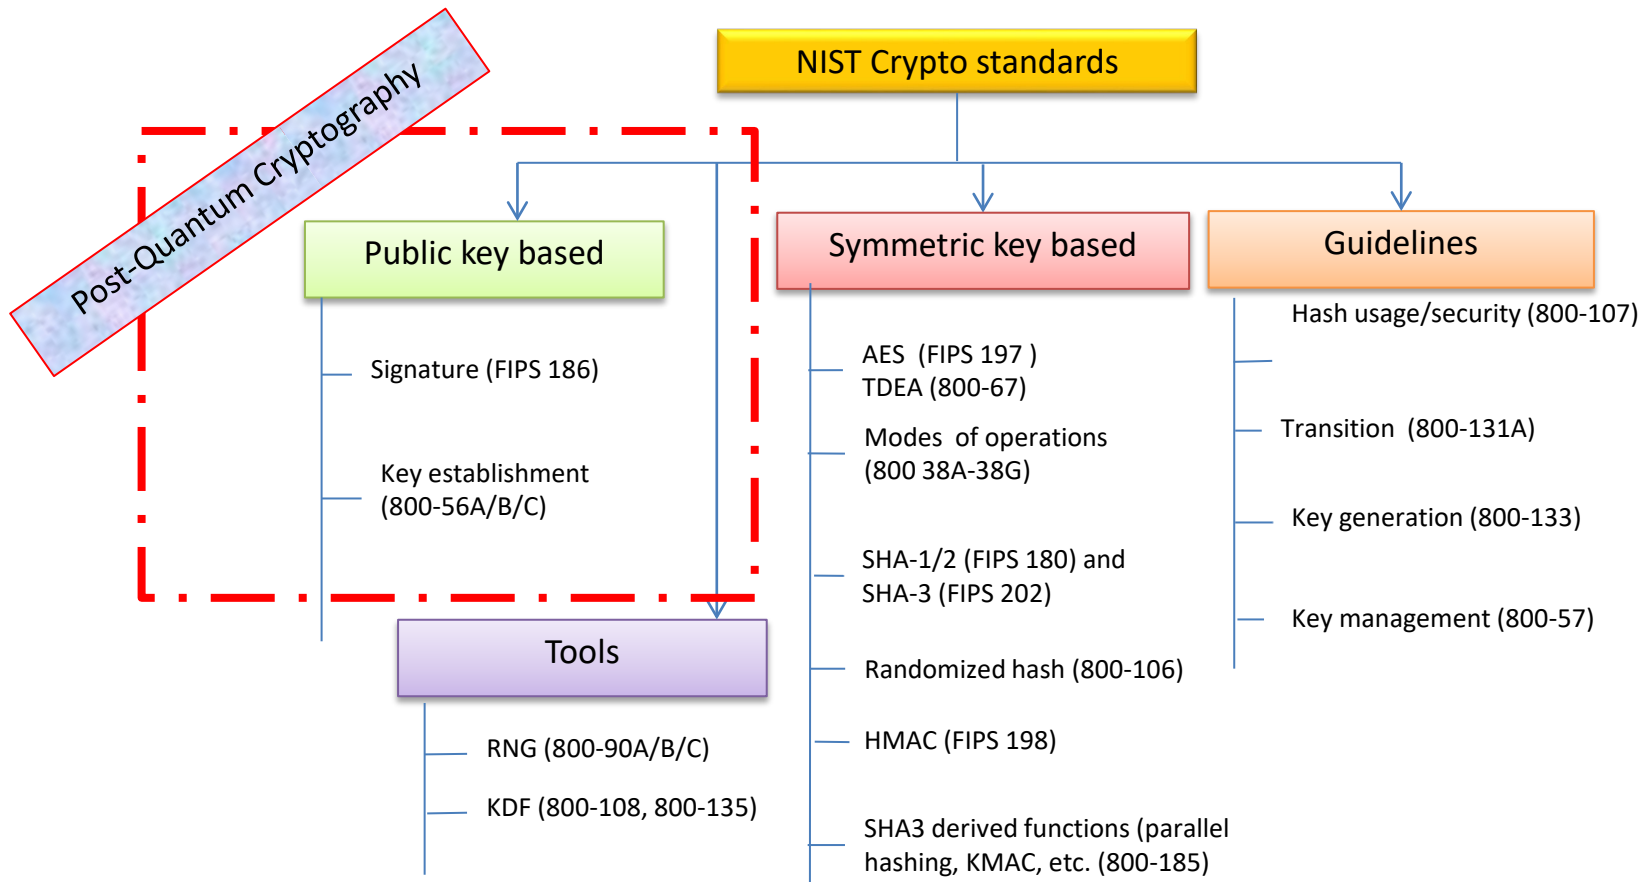 NIST Crypto standards
Post-Quantum Cryptography
Public key based
Signature (FIPS 186)
Key establishment
(800-56A/B/C)
Tools
RNG (800-90A/B/C)
KDF (800-108, 800-135)
Symmetric key based
AES (FIPS 197 )
TDEA (800-67)
Modes of operations
(800 38A-38G)
SHA-1/2 (FIPS 180) and
SHA-3 (FIPS 202)
Randomized hash (800-106)
HMAC (FIPS 198)
SHA3 derived functions (parallel
hashing, KMAC, etc. (800-185)
Guidelines
Hash usage/security (800-107)
Transition (800-131A)
Key generation (800-133)
Key management (800-57)